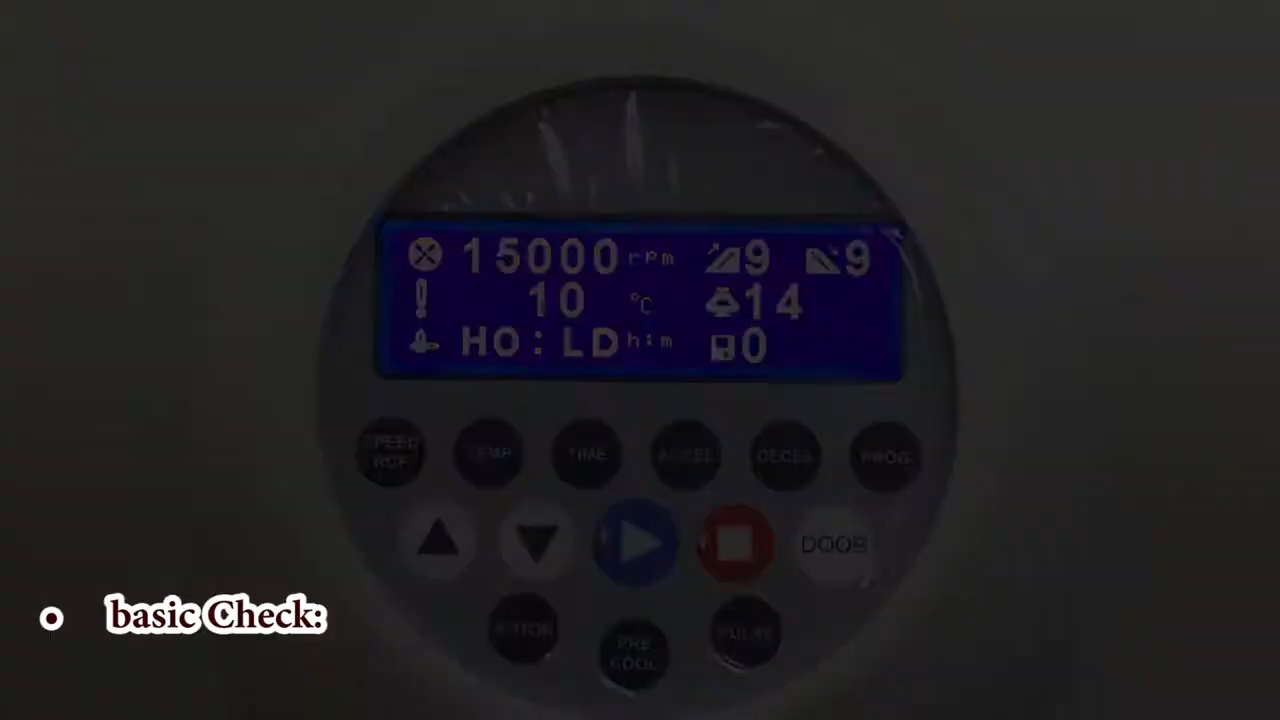 15000 rpm 9 9
10 °C 14
HO:LD h:m 0
SPEED RCF TEMP TIME ACCEL DECEL PROG
DOOR
ROTOR PRE COOL PULSE
• basic Check: